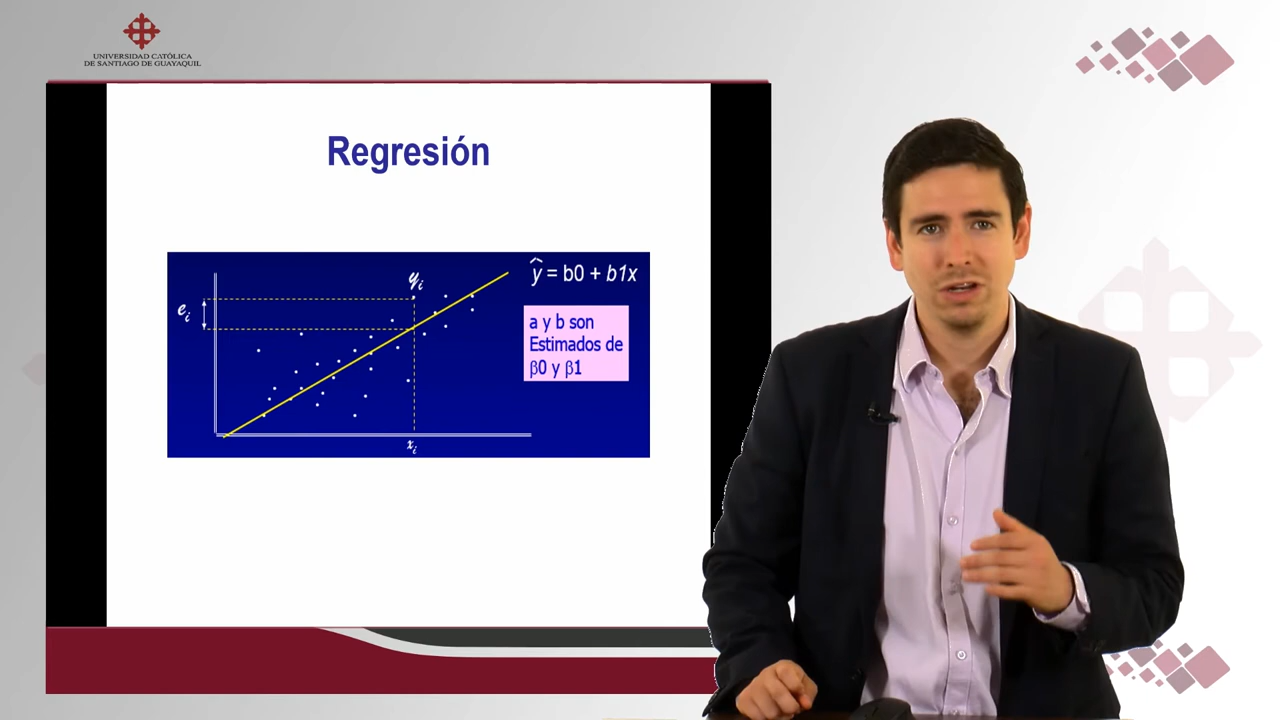 UNIVERSIDAD CATÓLICA
DE SANTIAGO DE GUAYAQUIL
Regresión
ŷ = b0 + b1x
yᵢ
eᵢ
a y b son
Estimados de
β0 y β1
xᵢ